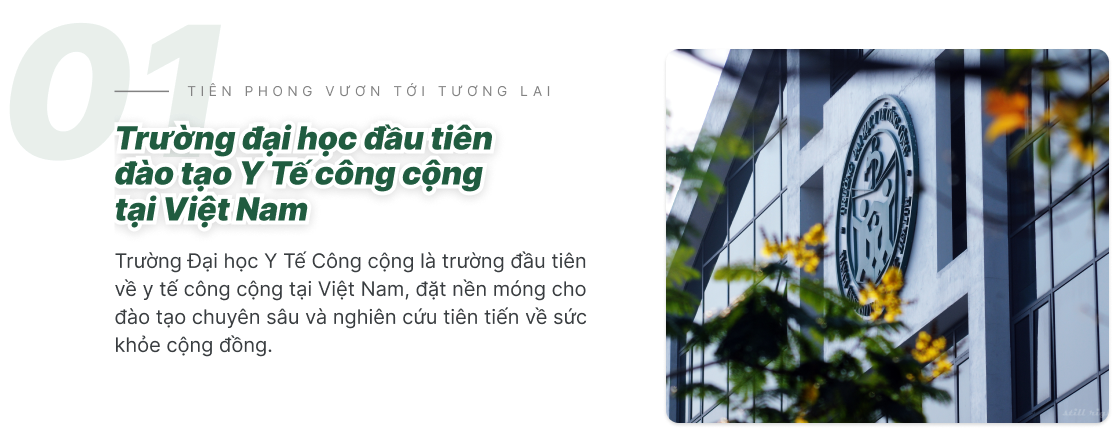 01
TIÊN PHONG VƯƠN TỚI TƯƠNG LAI
Trường đại học đầu tiên
đào tạo Y Tế công cộng
tại Việt Nam
Trường Đại học Y Tế Công cộng là trường đầu tiên
về y tế công cộng tại Việt Nam, đặt nền móng cho
đào tạo chuyên sâu và nghiên cứu tiên tiến về sức
khỏe cộng đồng.